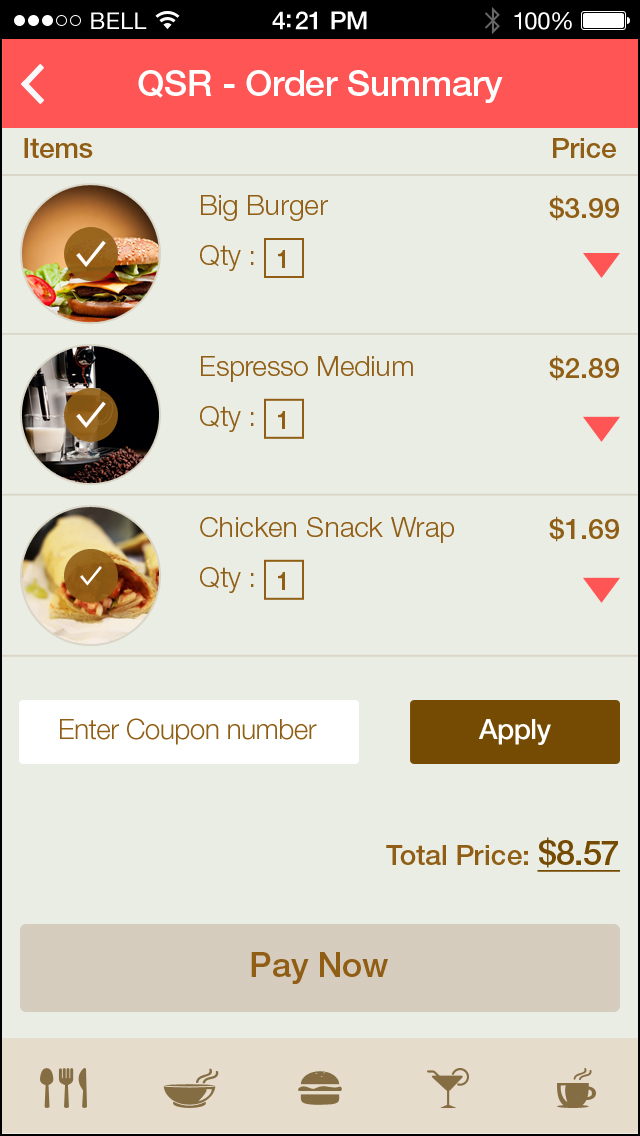 BELL 4:21 PM 100%
QSR - Order Summary
Items Price
Big Burger $3.99
Qty : 1
Espresso Medium $2.89
Qty : 1
Chicken Snack Wrap $1.69
Qty : 1
Enter Coupon number Apply
Total Price: $8.57
Pay Now